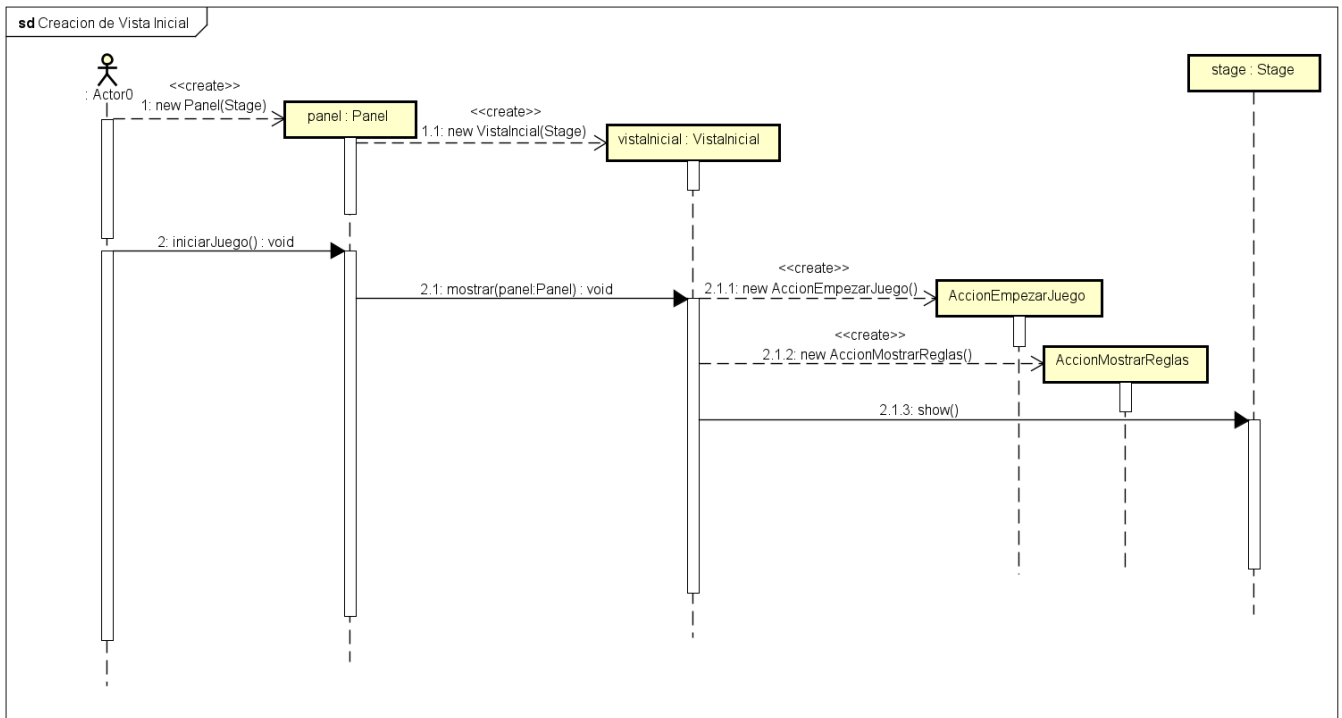 sd Creacion de Vista Inicial
: Actor0
<<create>>
1: new Panel(Stage)
panel : Panel
<<create>>
1.1: new VistaIncial(Stage)
vistaInicial : VistaInicial
stage : Stage
2: iniciarJuego() : void
2.1: mostrar(panel:Panel) : void
<<create>>
2.1.1: new AccionEmpezarJuego()
AccionEmpezarJuego
<<create>>
2.1.2: new AccionMostrarReglas()
AccionMostrarReglas
2.1.3: show()